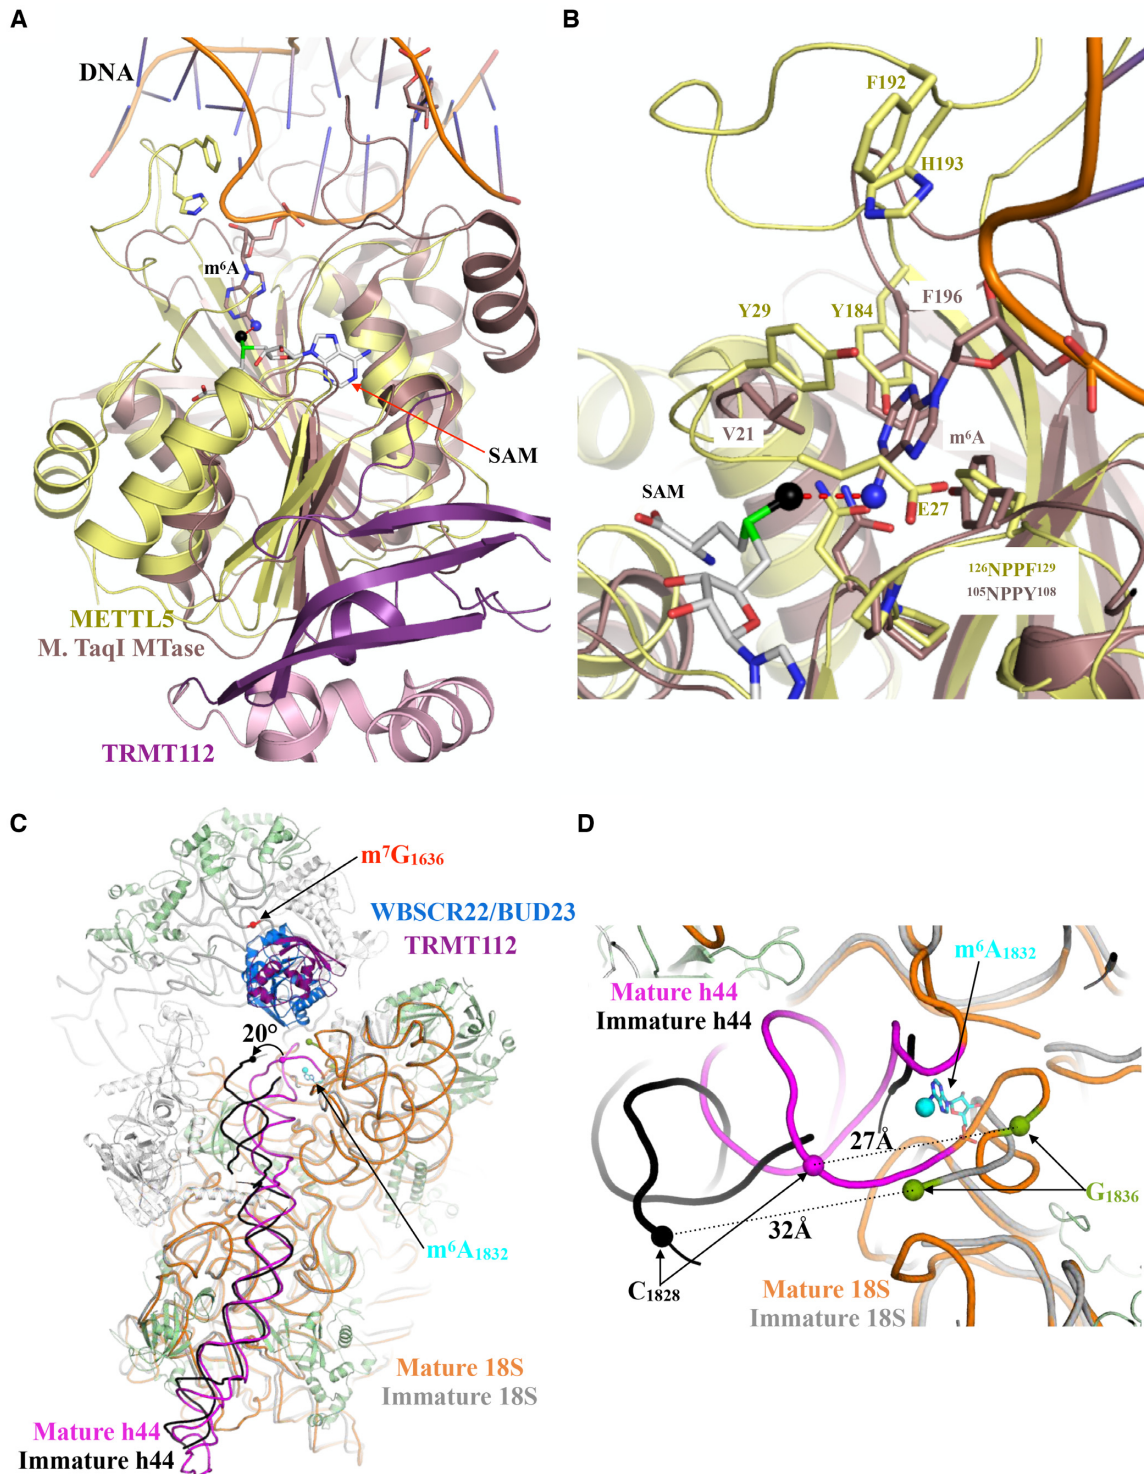 A
DNA
m⁶A
SAM
METTL5
M. TaqI MTase
TRMT112
B
F192
H193
F196
Y29
Y184
V21
m⁶A
SAM
E27
¹²⁶NPPF¹²⁹
¹⁰⁵NPPY¹⁰⁸
C
m⁷G₁₆₃₆
WBSCR22/BUD23
TRMT112
20°
m⁶A₁₈₃₂
Mature 18S
Immature 18S
Mature h44
Immature h44
D
m⁶A₁₈₃₂
Mature h44
Immature h44
27Å
G₁₈₃₆
32Å
C₁₈₂₈
Mature 18S
Immature 18S